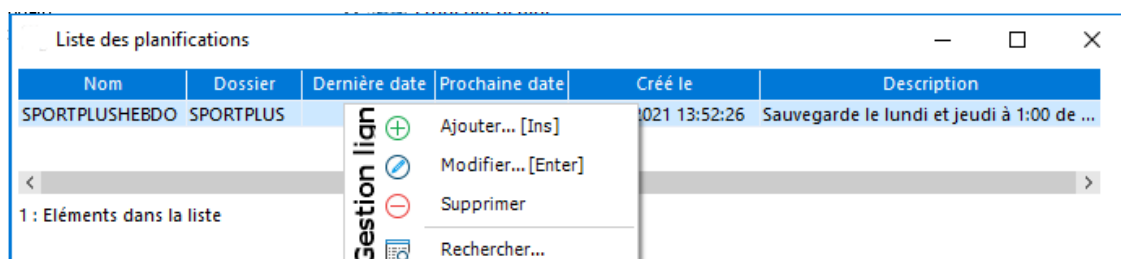 Liste des planifications
Nom Dossier Dernière date Prochaine date Créé le Description
SPORTPLUSHEBDO SPORTPLUS 2021 13:52:26 Sauvegarde le lundi et jeudi à 1:00 de ...
Gestion lign
Ajouter... [Ins]
Modifier... [Enter]
Supprimer
Rechercher...
1 : Eléments dans la liste